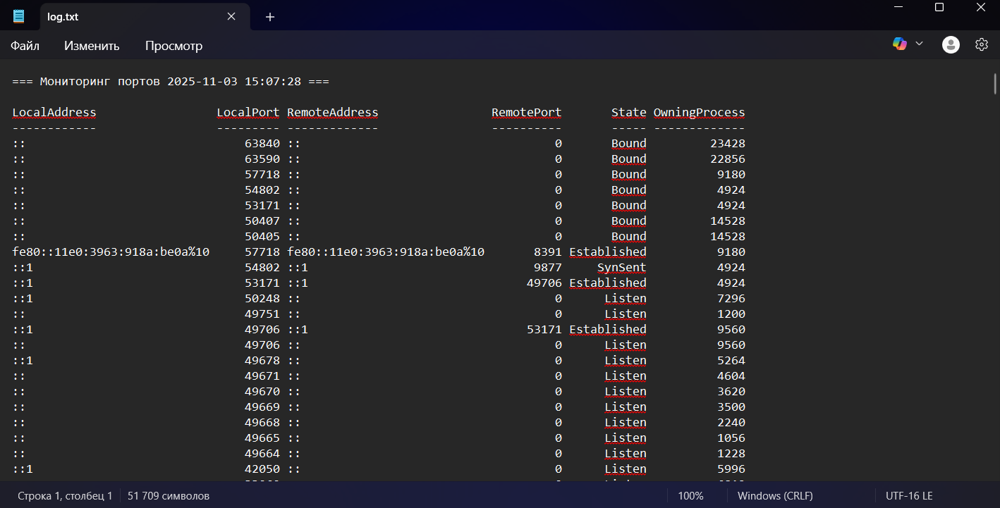 log.txt
Файл Изменить Просмотр
=== Мониторинг портов 2025-11-03 15:07:28 ===
LocalAddress LocalPort RemoteAddress RemotePort State OwningProcess
------------ --------- ------------- ---------- ----- -------------
:: 63840 :: 0 Bound 23428
:: 63590 :: 0 Bound 22856
:: 57718 :: 0 Bound 9180
:: 54802 :: 0 Bound 4924
:: 53171 :: 0 Bound 4924
:: 50407 :: 0 Bound 14528
:: 50405 :: 0 Bound 14528
fe80::11e0:3963:918a:be0a%10 57718 fe80::11e0:3963:918a:be0a%10 8391 Established 9180
::1 54802 ::1 9877 SynSent 4924
::1 53171 ::1 49706 Established 4924
::1 50248 :: 0 Listen 7296
:: 49751 :: 0 Listen 1200
::1 49706 ::1 53171 Established 9560
:: 49706 :: 0 Listen 9560
::1 49678 :: 0 Listen 5264
:: 49671 :: 0 Listen 4604
:: 49670 :: 0 Listen 3620
:: 49669 :: 0 Listen 3500
:: 49668 :: 0 Listen 2240
:: 49665 :: 0 Listen 1056
:: 49664 :: 0 Listen 1228
::1 42050 :: 0 Listen 5996
Строка 1, столбец 1 51 709 символов 100% Windows (CRLF) UTF-16 LE